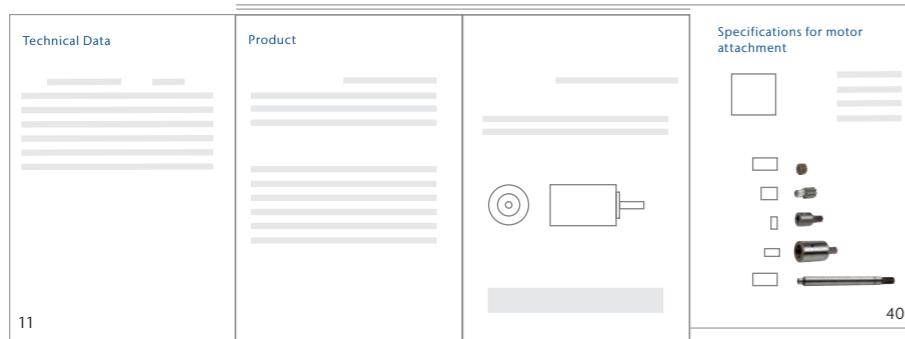 Technical Data
Product
Specifications for motor
attachment
11
40